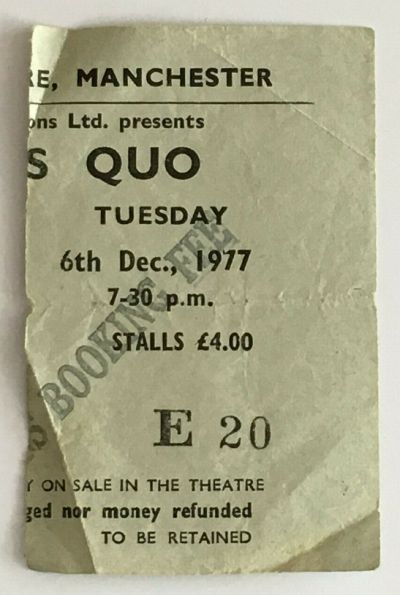 RE, MANCHESTER
ons Ltd. presents
S QUO
TUESDAY
6th Dec., 1977
7-30 p.m.
STALLS £4.00
BOOKING FEE
E 20
Y ON SALE IN THE THEATRE
ged nor money refunded
TO BE RETAINED